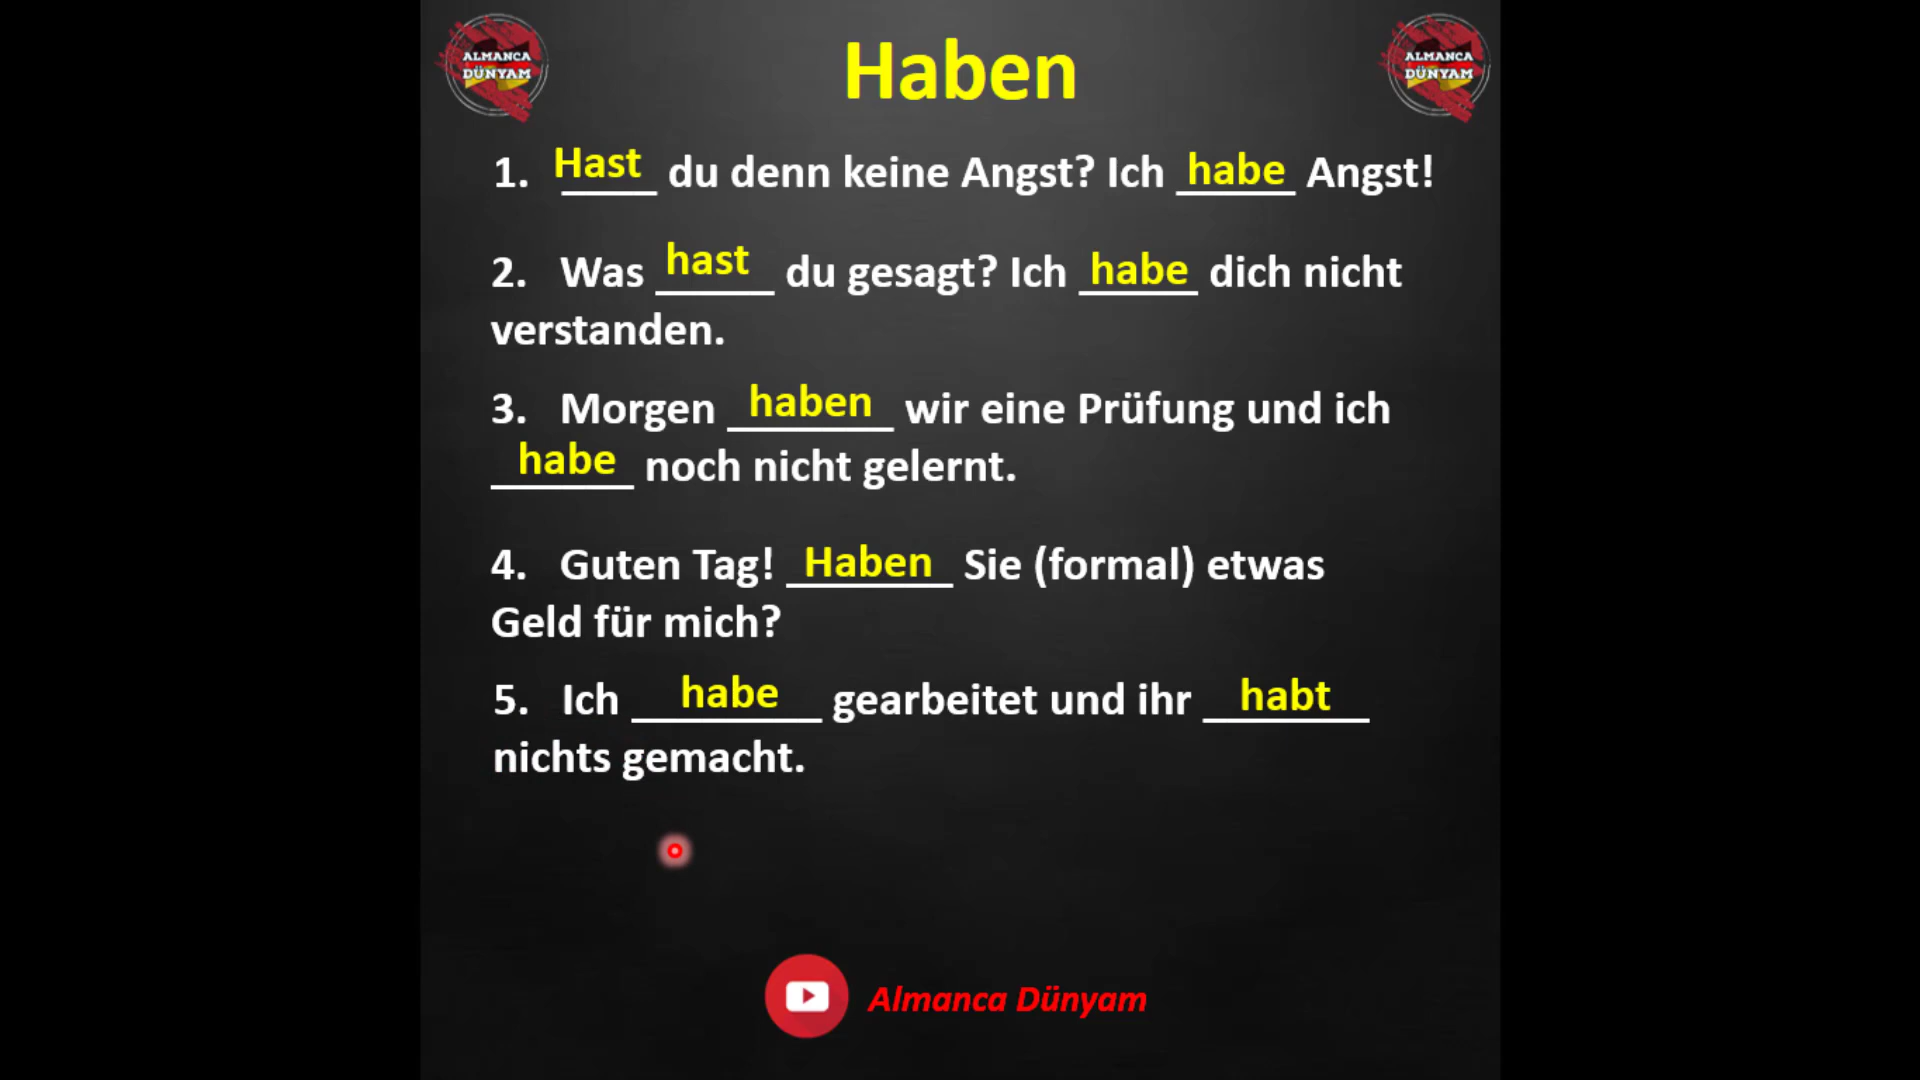 ALMANCA
DÜNYAM
Haben
ALMANCA
DÜNYAM
1. Hast du denn keine Angst? Ich habe Angst!
2. Was hast du gesagt? Ich habe dich nicht
verstanden.
3. Morgen haben wir eine Prüfung und ich
habe noch nicht gelernt.
4. Guten Tag! Haben Sie (formal) etwas
Geld für mich?
5. Ich habe gearbeitet und ihr habt
nichts gemacht.
Almanca Dünyam